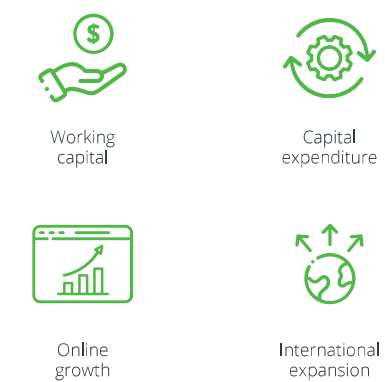 $
Working
capital
Capital
expenditure
Online
growth
International
expansion